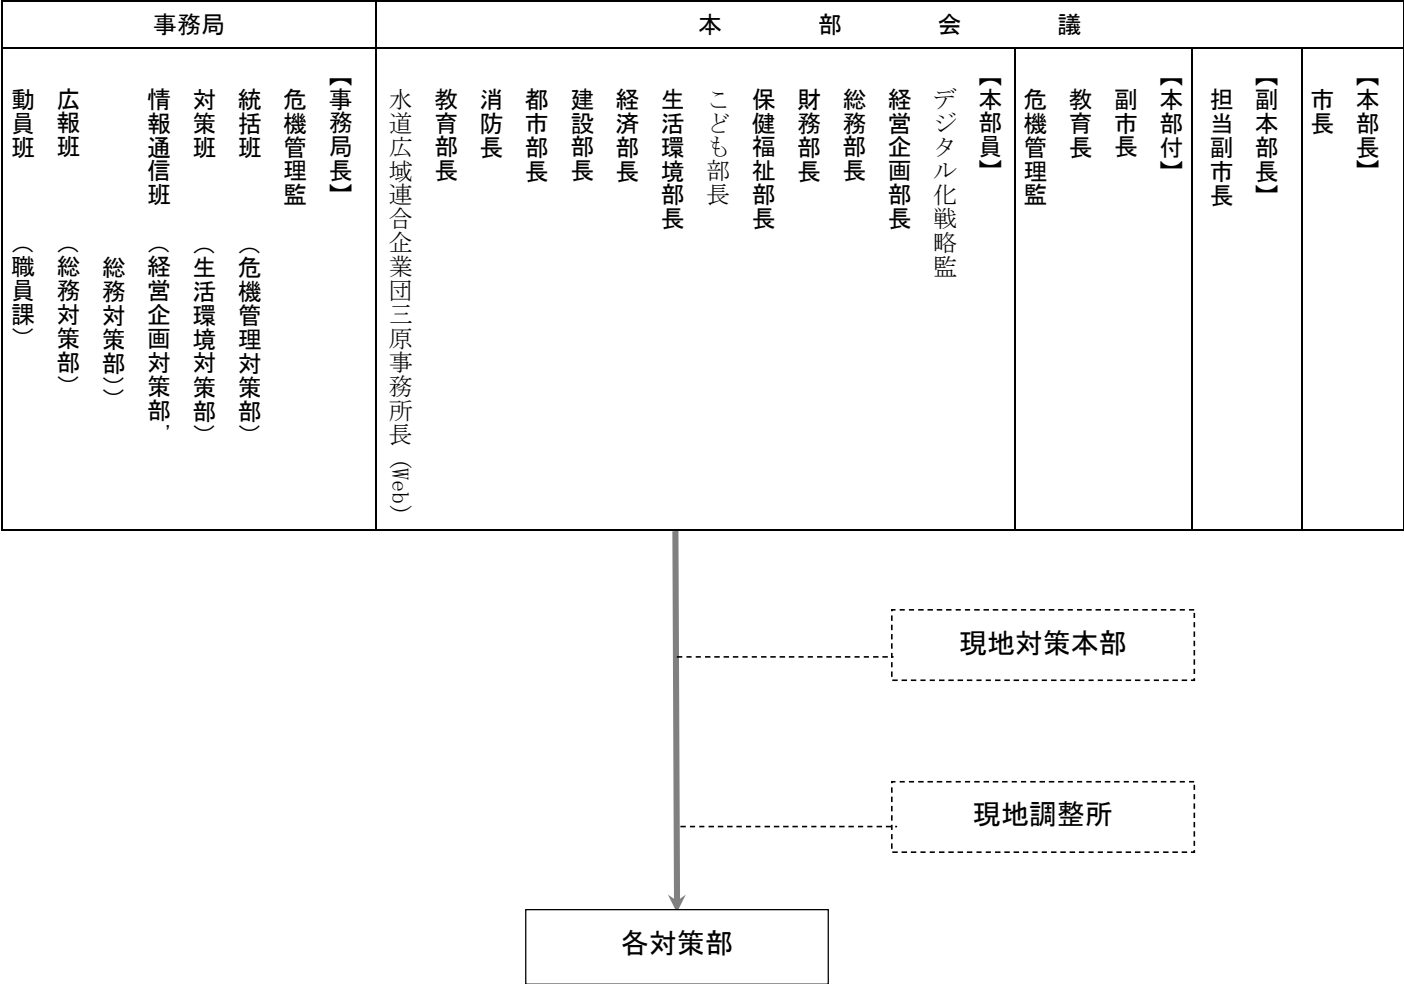 本部会議
【本部長】
市長
【副本部長】
担当副市長
【本部付】
副市長
教育長
危機管理監
【本部員】
デジタル化戦略監
経営企画部長
総務部長
財務部長
保健福祉部長
こども部長
生活環境部長
経済部長
建設部長
都市部長
消防長
教育部長
水道広域連合企業団三原事務所長（Web）
事務局
【事務局長】
危機管理監
統括班　（危機管理対策部）
対策班　（生活環境対策部）
情報通信班　（経営企画対策部，
総務対策部））
広報班　（総務対策部）
動員班　（職員課）
現地対策本部
現地調整所
各対策部